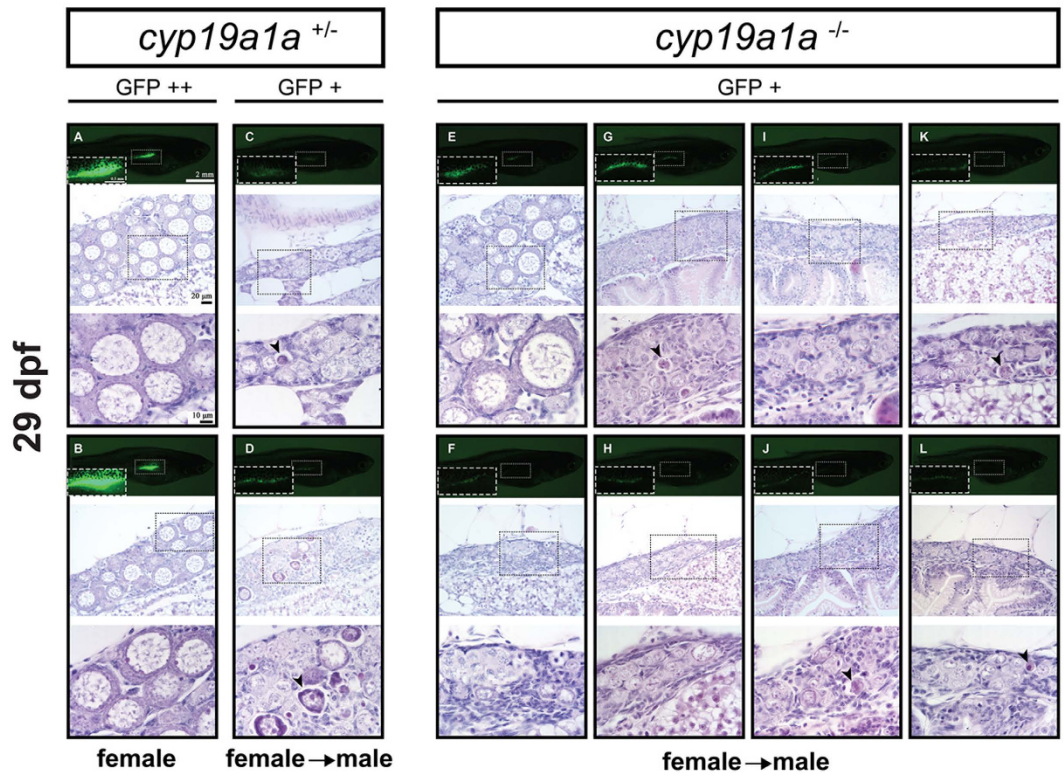 cyp19a1a +/-
cyp19a1a -/-
GFP ++
GFP +
GFP +
A
C
E
G
I
K
2 mm
20 µm
10 µm
29 dpf
B
D
F
H
J
L
female
female→male
female→male